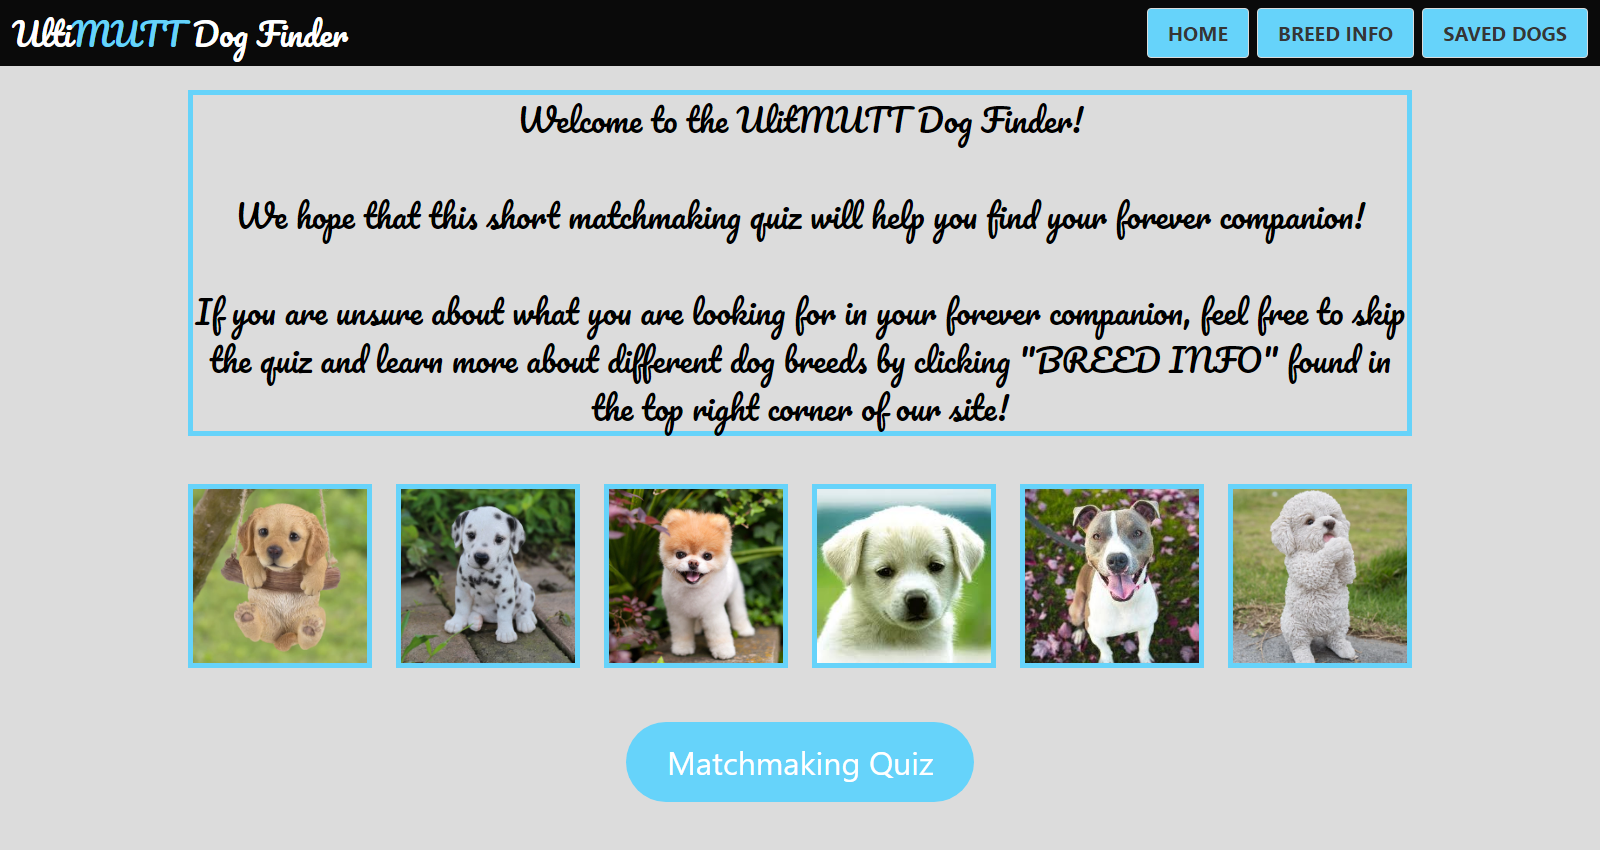 UltiMUTT Dog Finder
HOME
BREED INFO
SAVED DOGS
Welcome to the UlitMUTT Dog Finder!
We hope that this short matchmaking quiz will help you find your forever companion!
If you are unsure about what you are looking for in your forever companion, feel free to skip
the quiz and learn more about different dog breeds by clicking "BREED INFO" found in
the top right corner of our site!
Matchmaking Quiz